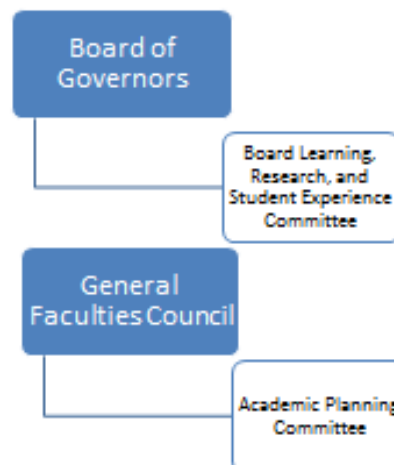 Board of
Governors
Board Learning,
Research, and
Student Experience
Committee
General
Faculties Council
Academic Planning
Committee